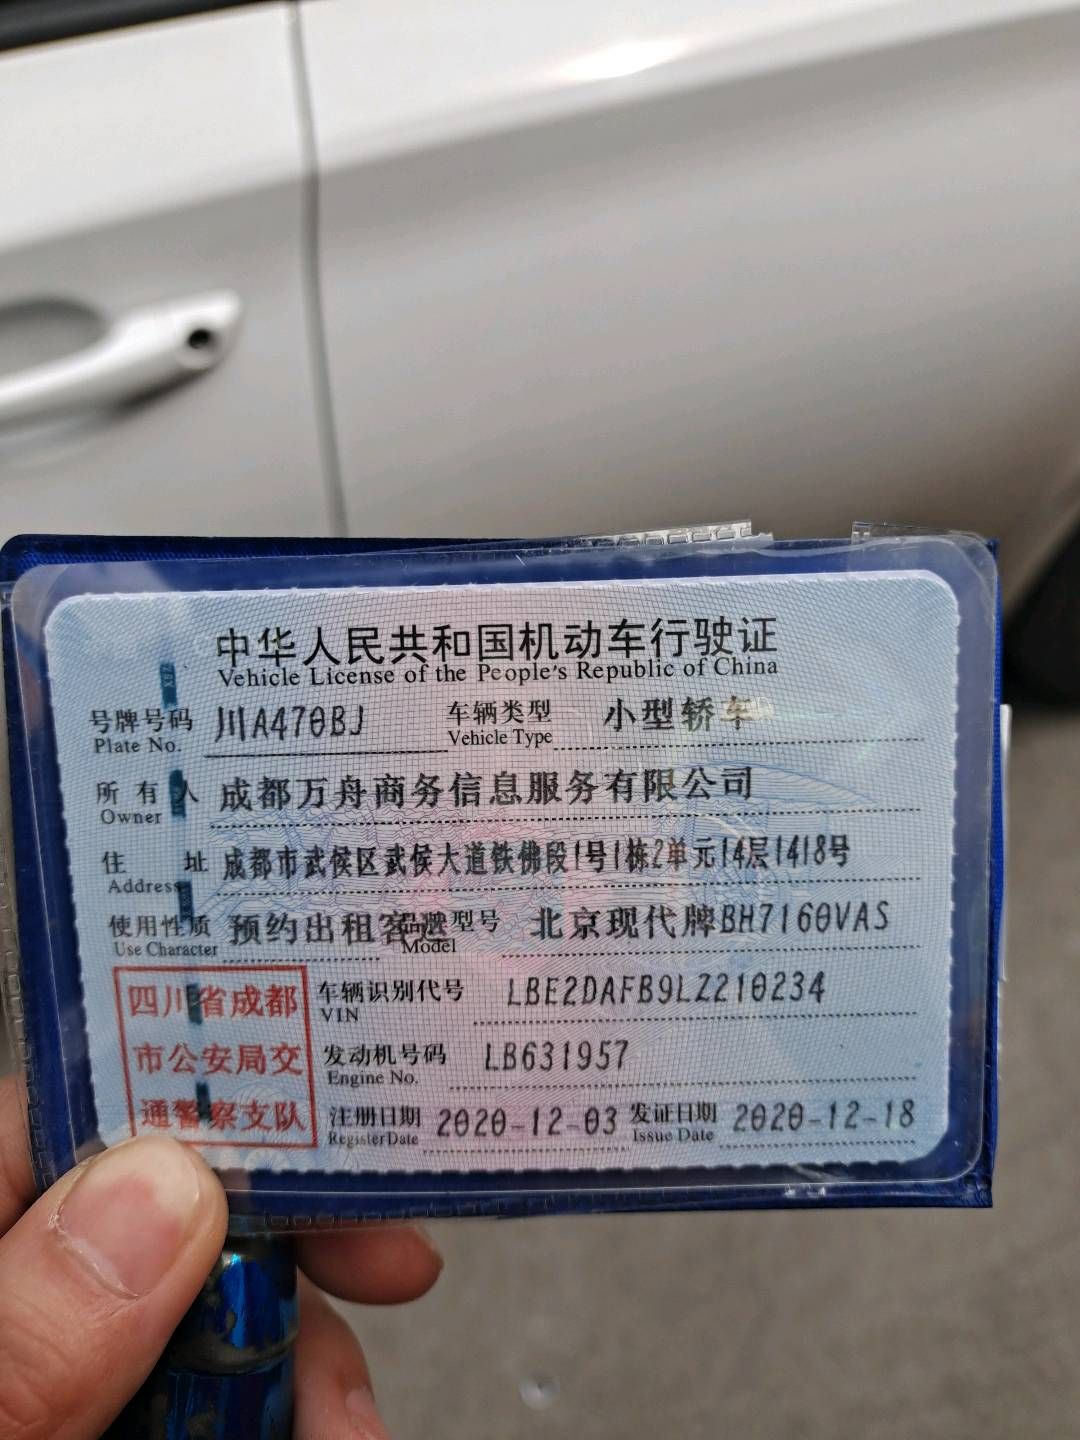 中华人民共和国机动车行驶证
Vehicle License of the People's Republic of China
号牌号码 川A470BJ 车辆类型 小型轿车
Plate No. Vehicle Type
所有人 成都万舟商务信息服务有限公司
Owner
住址 成都市武侯区武侯大道铁佛段1号1栋2单元14层1418号
Address
使用性质 预约出租客运 品牌型号 北京现代牌BH7160VAS
Use Character Model
四川省成都 车辆识别代号 LBE2DAFB9LZ210234
VIN
市公安局交 发动机号码 LB631957
Engine No.
通警察支队 注册日期 2020-12-03 发证日期 2020-12-18
Register Date Issue Date